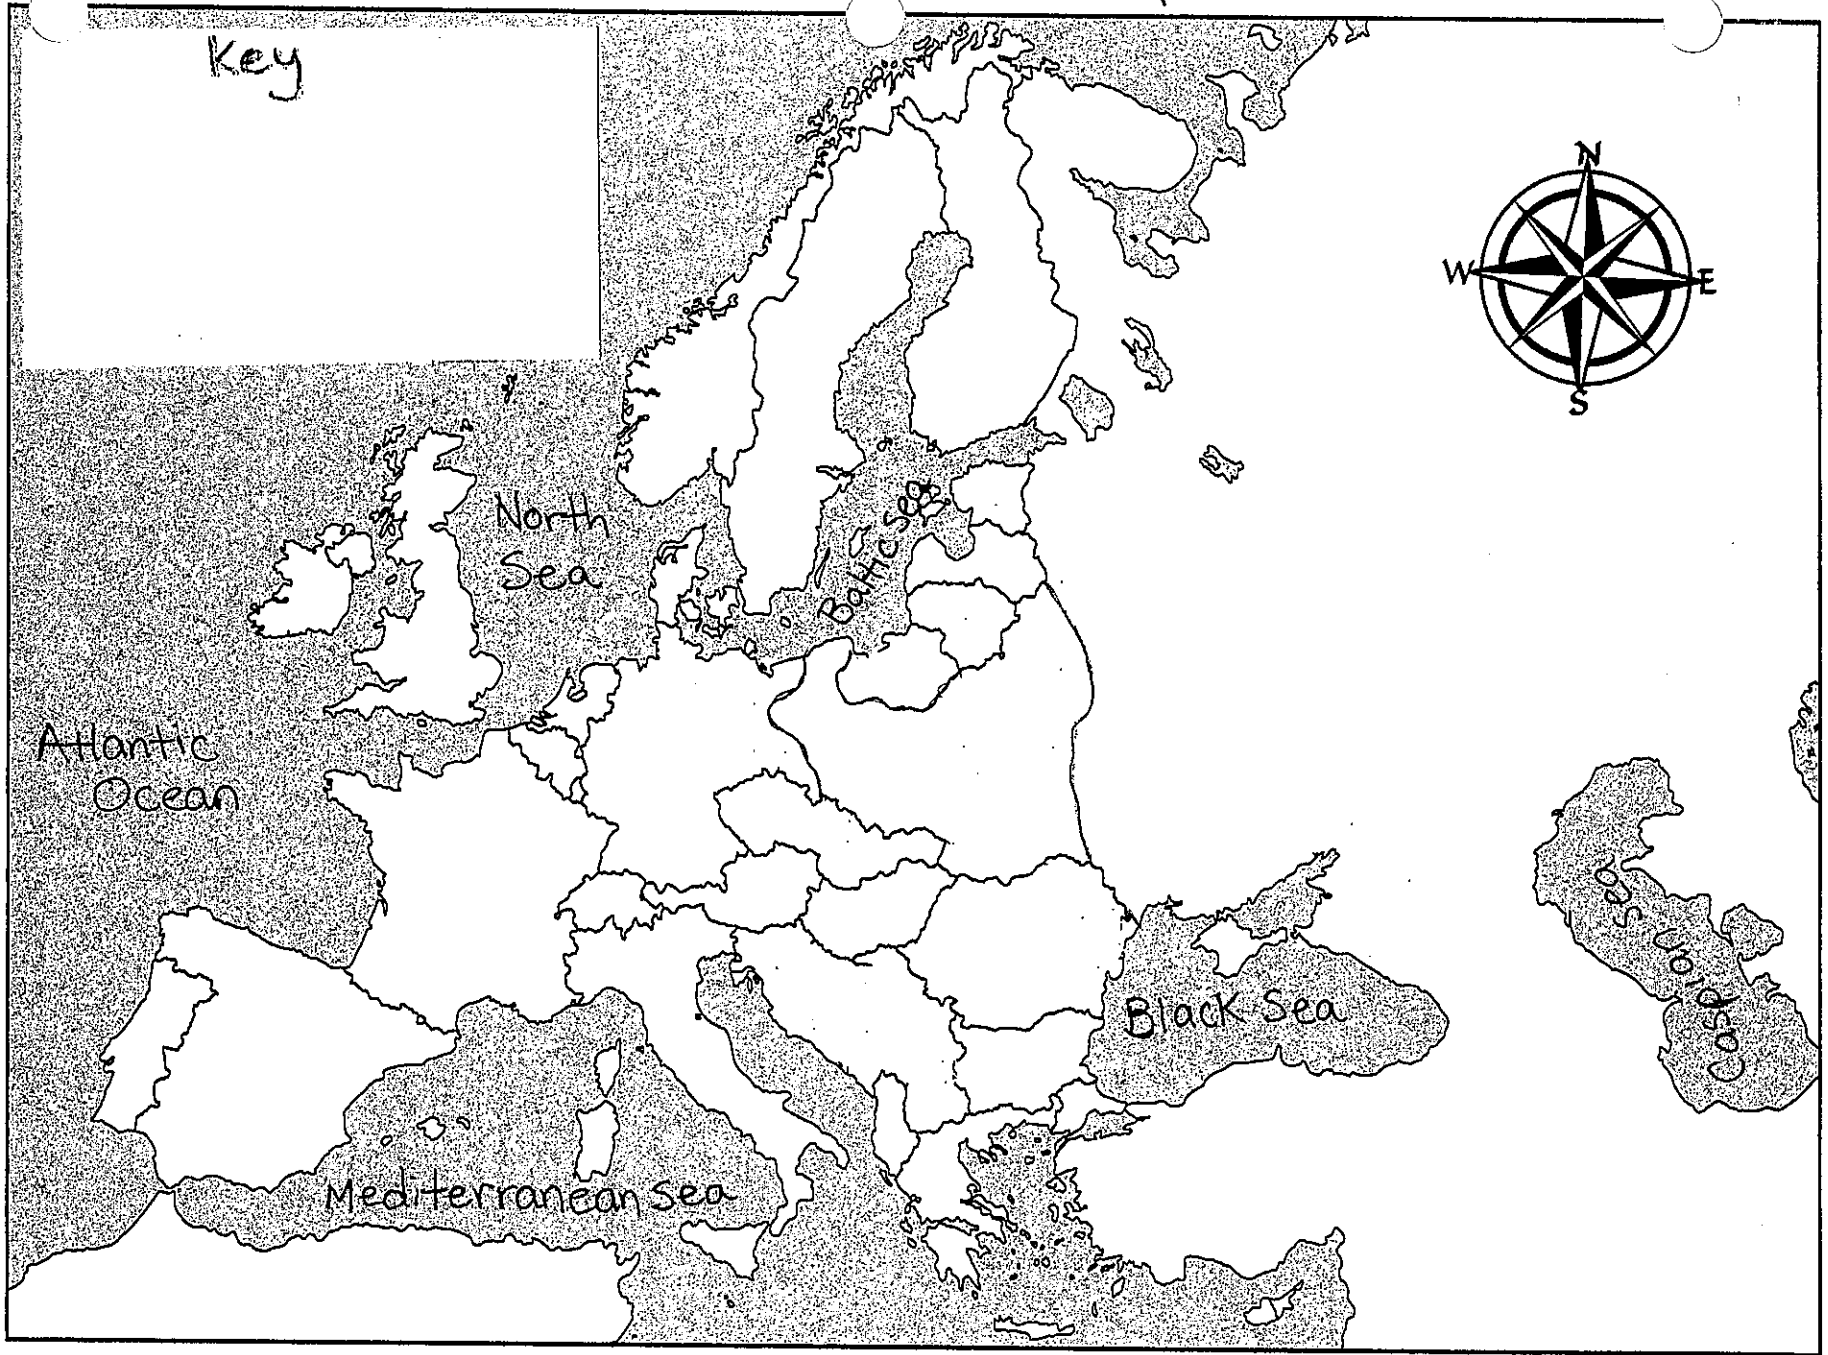 Key
N
W
E
S
North
Sea
Baltic Sea
Atlantic
Ocean
Caspian Sea
Black Sea
Mediterranean Sea